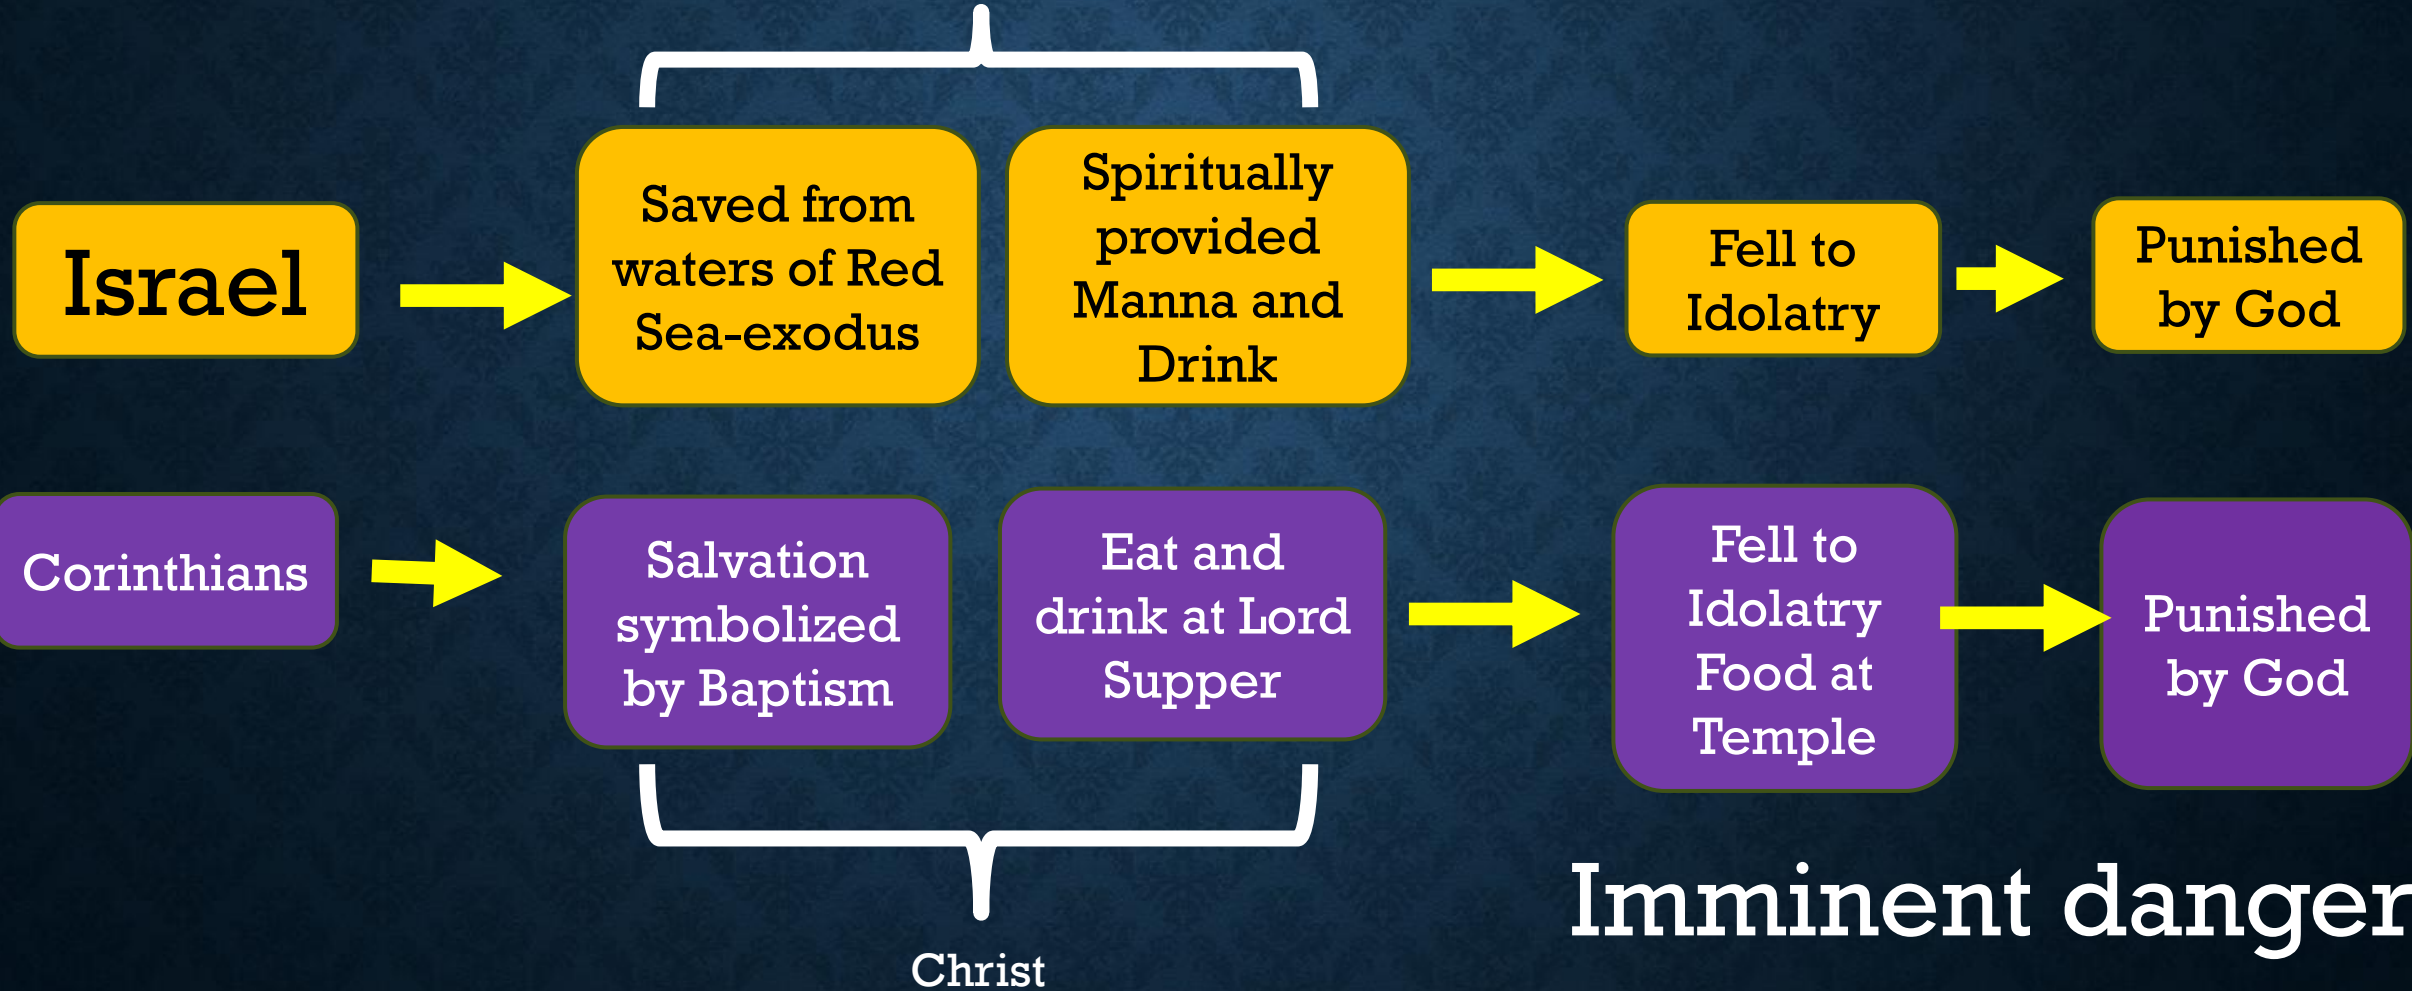 Israel
Saved from
waters of Red
Sea-exodus
Spiritually
provided
Manna and
Drink
Fell to
Idolatry
Punished
by God
Corinthians
Salvation
symbolized
by Baptism
Eat and
drink at Lord
Supper
Fell to
Idolatry
Food at
Temple
Punished
by God
Imminent danger
Christ